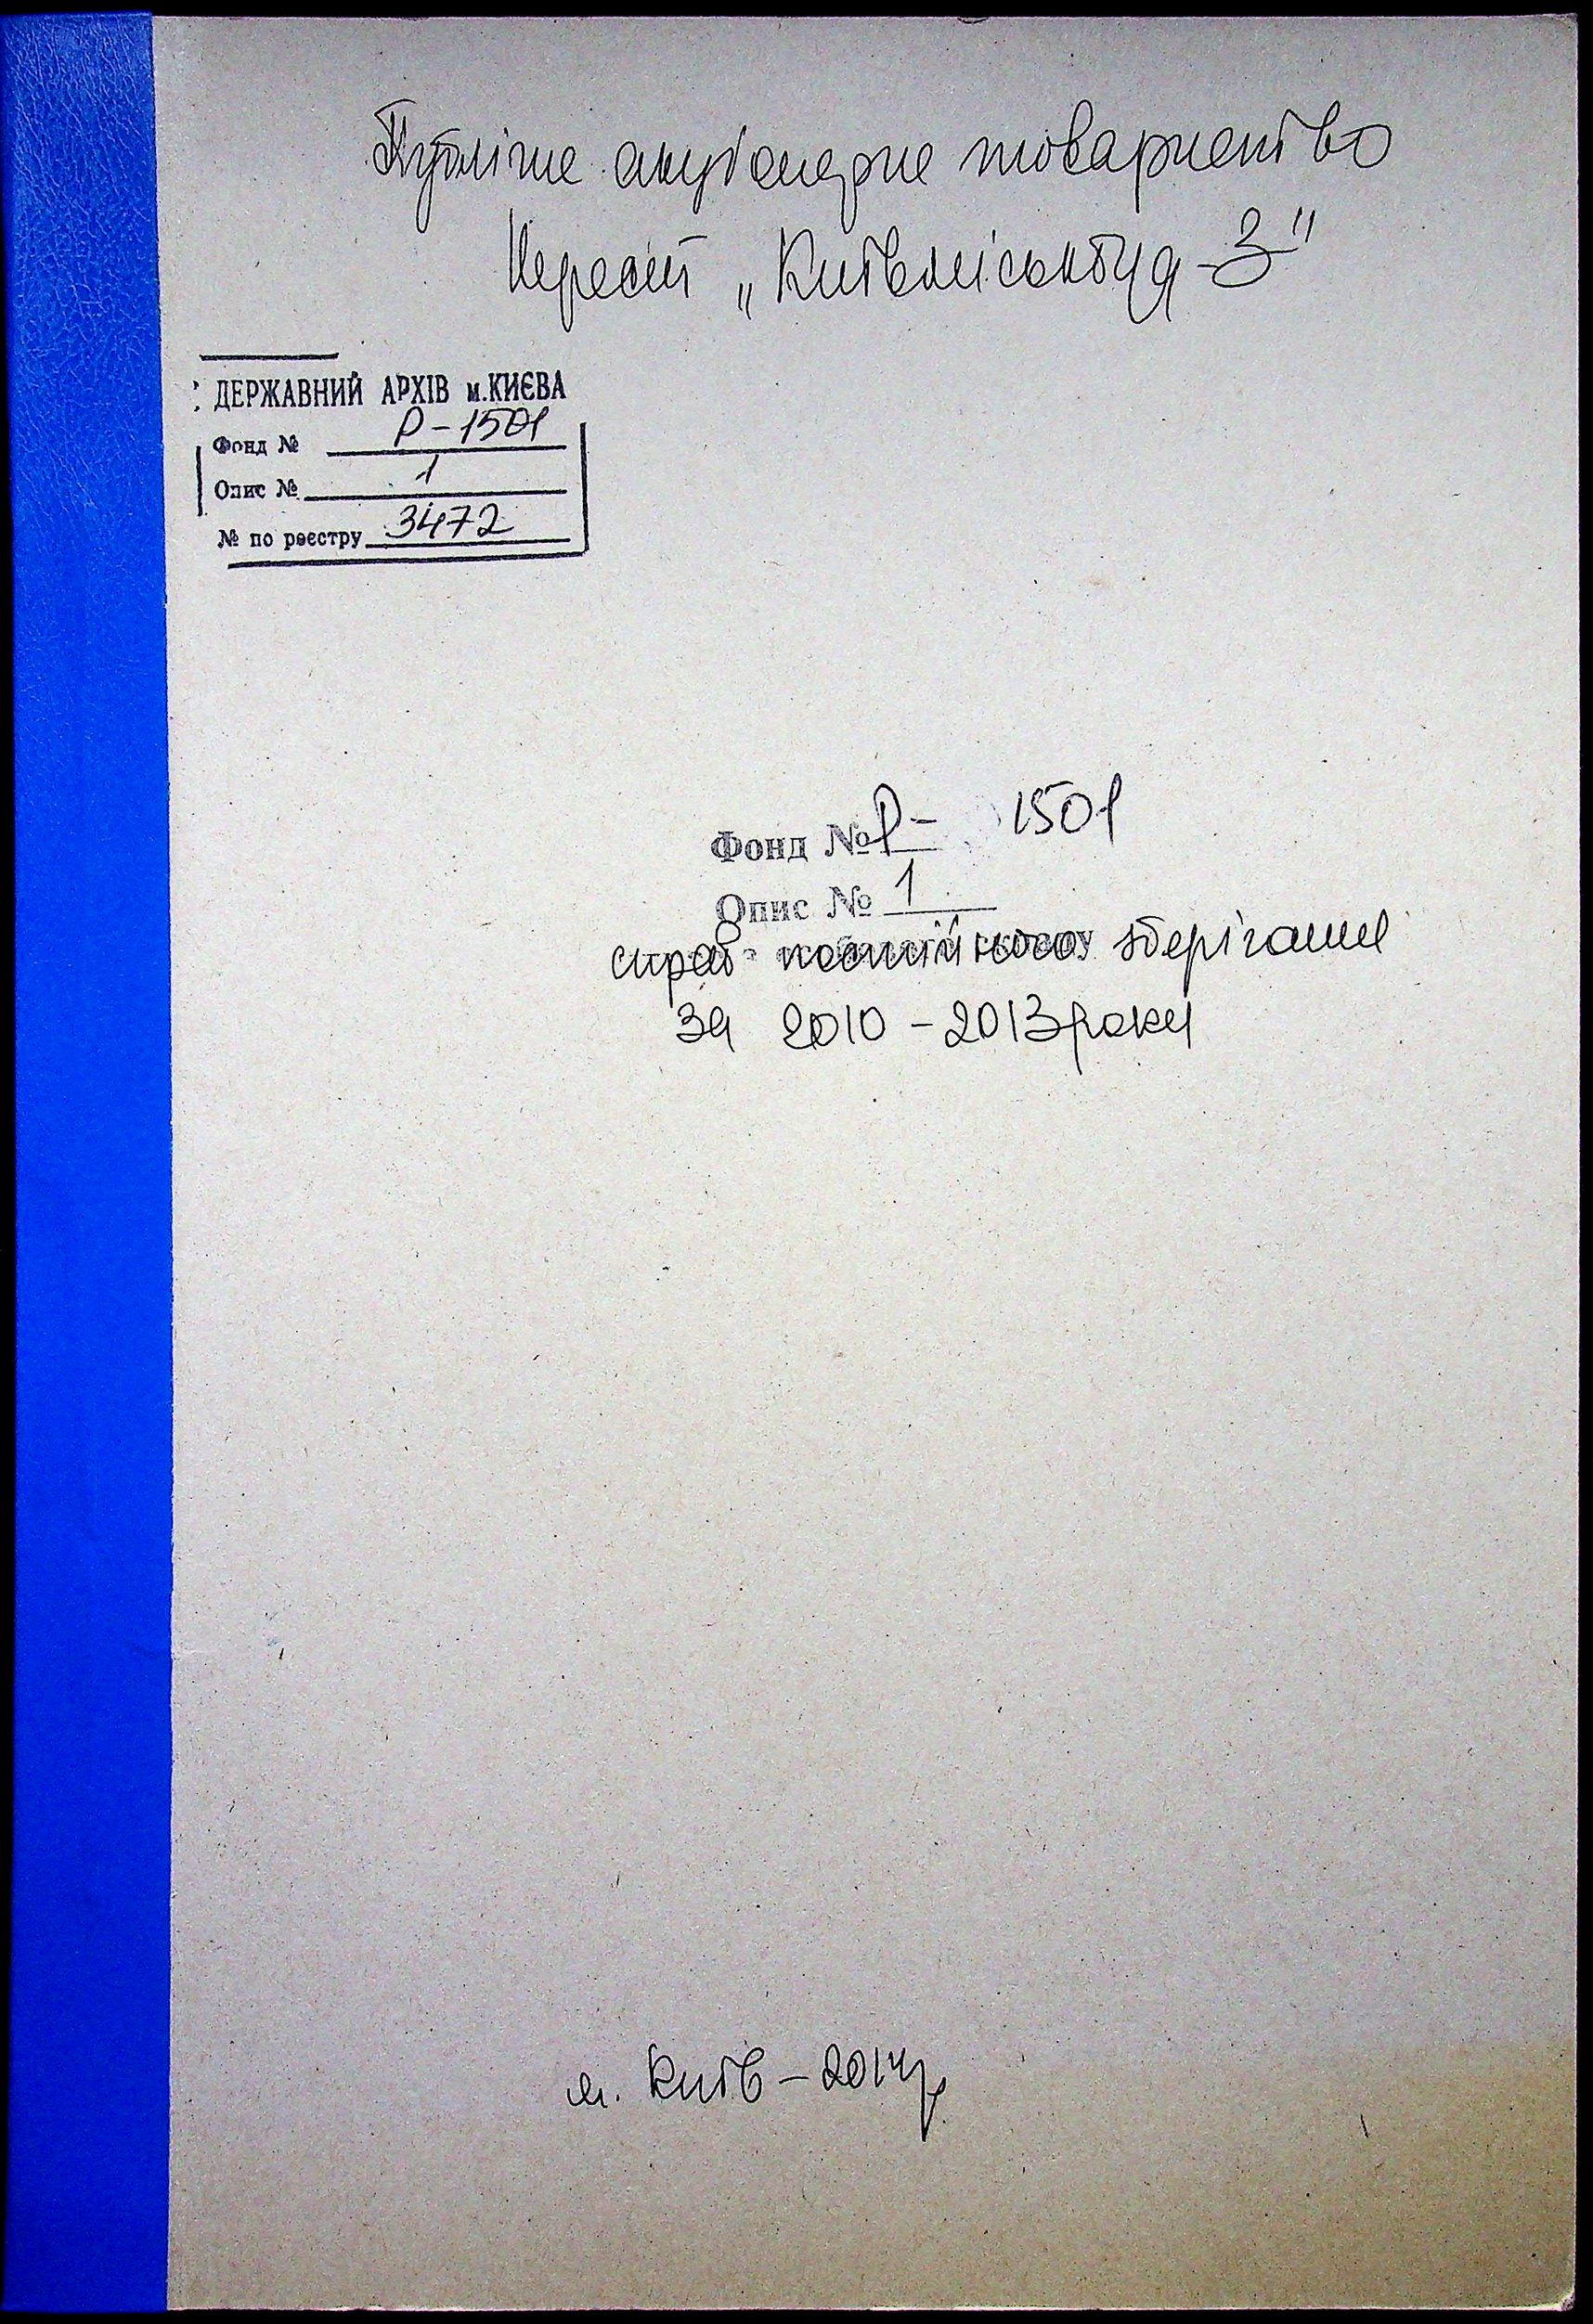 Публічне акціонерне товариство
Трест „Київміськбуд-3"
ДЕРЖАВНИЙ АРХІВ м.КИЄВА
Фонд № Р-1501
Опис № 1
№ по реєстру 3472
Фонд № Р- 1501
Опис № 1
справ постійного зберігання
за 2010-2013 роки
м. Київ-2014р.